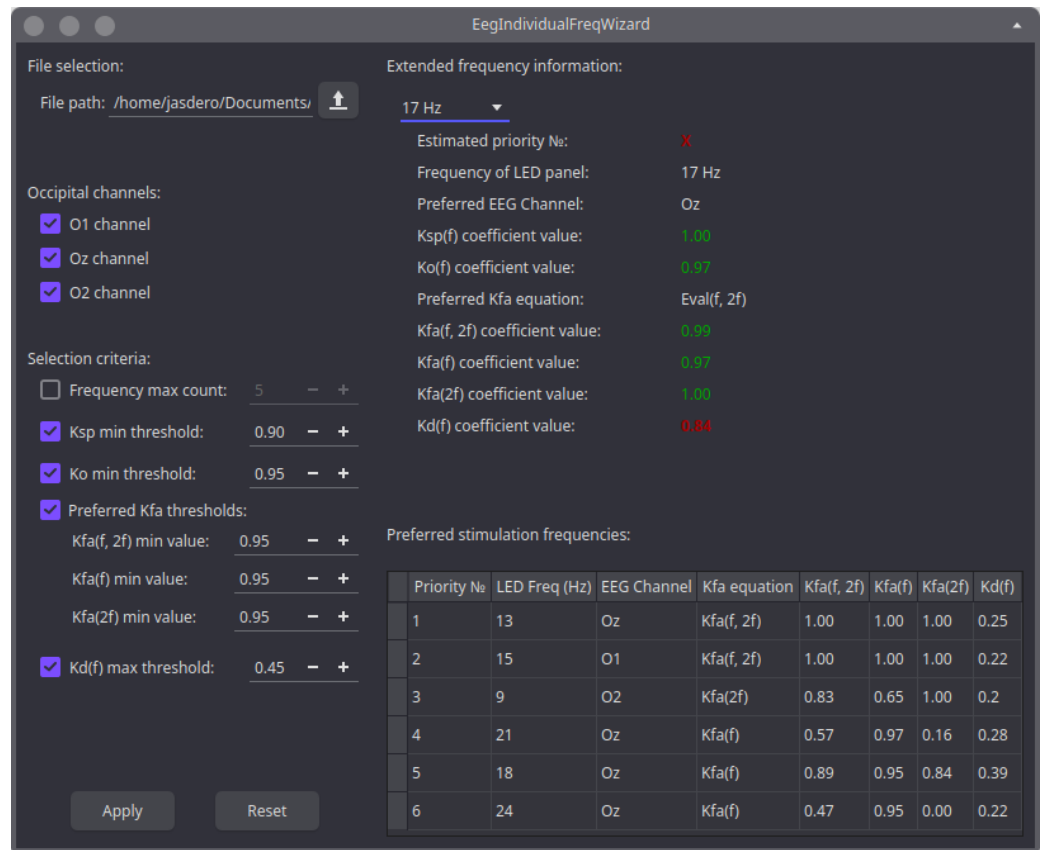 EegIndividualFreqWizard
File selection:
File path: /home/jasdero/Documents/
Occipital channels:
O1 channel
Oz channel
O2 channel
Selection criteria:
Frequency max count: 5 − +
Ksp min threshold: 0.90 − +
Ko min threshold: 0.95 − +
Preferred Kfa thresholds:
Kfa(f, 2f) min value: 0.95 − +
Kfa(f) min value: 0.95 − +
Kfa(2f) min value: 0.95 − +
Kd(f) max threshold: 0.45 − +
Apply Reset
Extended frequency information:
17 Hz
Estimated priority №: X
Frequency of LED panel: 17 Hz
Preferred EEG Channel: Oz
Ksp(f) coefficient value: 1.00
Ko(f) coefficient value: 0.97
Preferred Kfa equation: Eval(f, 2f)
Kfa(f, 2f) coefficient value: 0.99
Kfa(f) coefficient value: 0.97
Kfa(2f) coefficient value: 1.00
Kd(f) coefficient value: 0.84
Preferred stimulation frequencies:
Priority № LED Freq (Hz) EEG Channel Kfa equation Kfa(f, 2f) Kfa(f) Kfa(2f) Kd(f)
1 13 Oz Kfa(f, 2f) 1.00 1.00 1.00 0.25
2 15 O1 Kfa(f, 2f) 1.00 1.00 1.00 0.22
3 9 O2 Kfa(2f) 0.83 0.65 1.00 0.2
4 21 Oz Kfa(f) 0.57 0.97 0.16 0.28
5 18 Oz Kfa(f) 0.89 0.95 0.84 0.39
6 24 Oz Kfa(f) 0.47 0.95 0.00 0.22